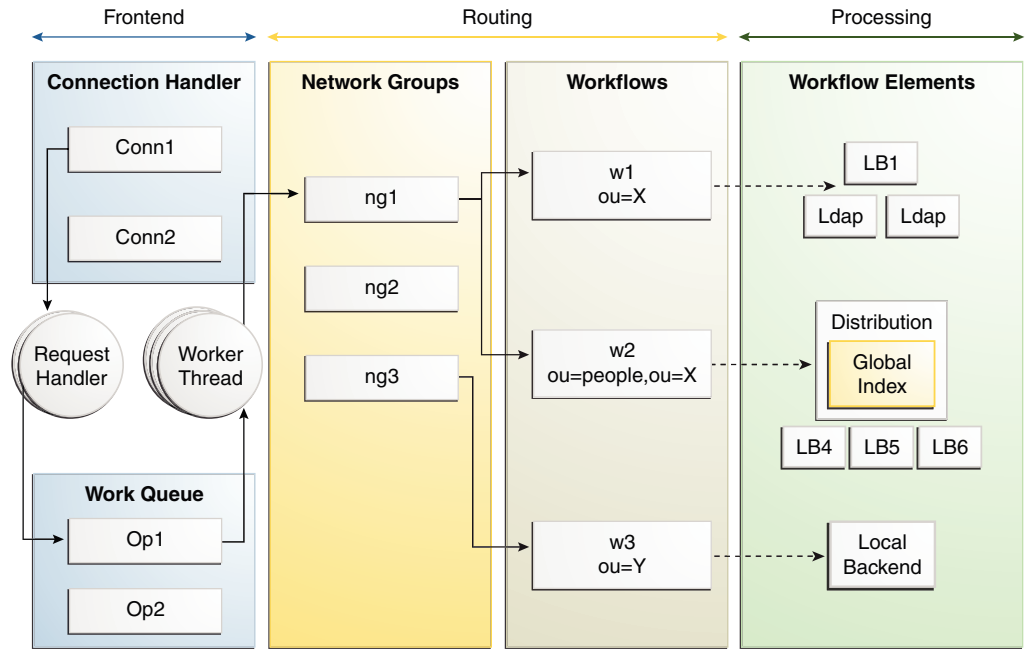 Frontend
Routing
Processing
Connection Handler
Conn1
Conn2
Request
Handler
Worker
Thread
Work Queue
Op1
Op2
Network Groups
ng1
ng2
ng3
Workflows
w1
ou=X
w2
ou=people,ou=X
w3
ou=Y
Workflow Elements
LB1
Ldap
Ldap
Distribution
Global
Index
LB4
LB5
LB6
Local
Backend